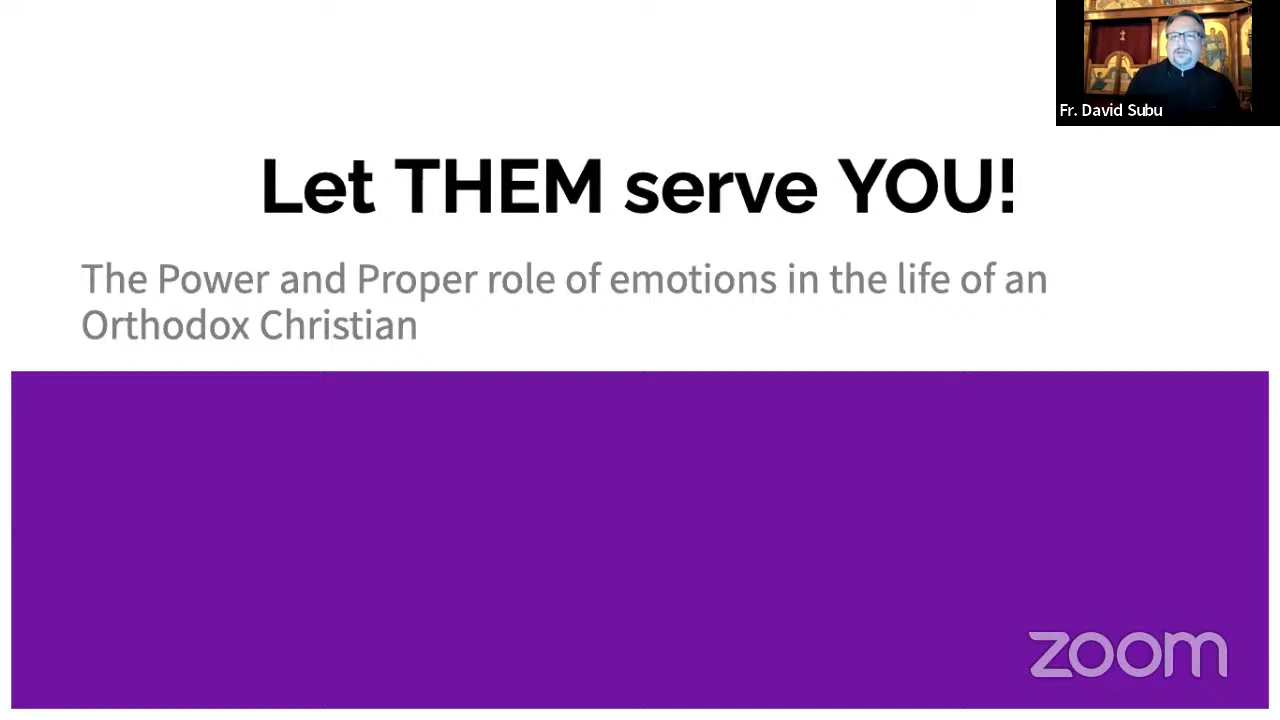 Fr. David Subu
Let THEM serve YOU!
The Power and Proper role of emotions in the life of an
Orthodox Christian
zoom